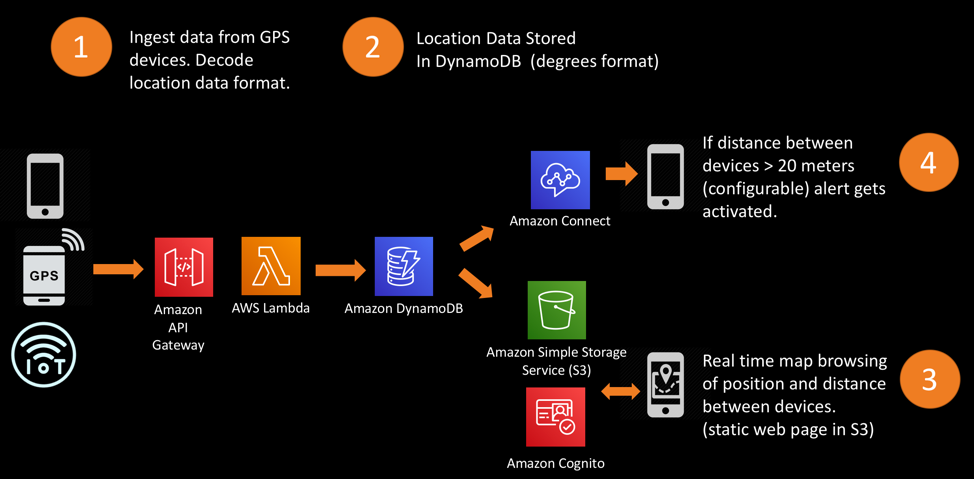 1
Ingest data from GPS
devices. Decode
location data format.
2
Location Data Stored
In DynamoDB (degrees format)
GPS
IoT
Amazon
API
Gateway
AWS Lambda
Amazon DynamoDB
Amazon Connect
If distance between
devices > 20 meters
(configurable) alert gets
activated.
4
Amazon Simple Storage
Service (S3)
Amazon Cognito
Real time map browsing
of position and distance
between devices.
(static web page in S3)
3